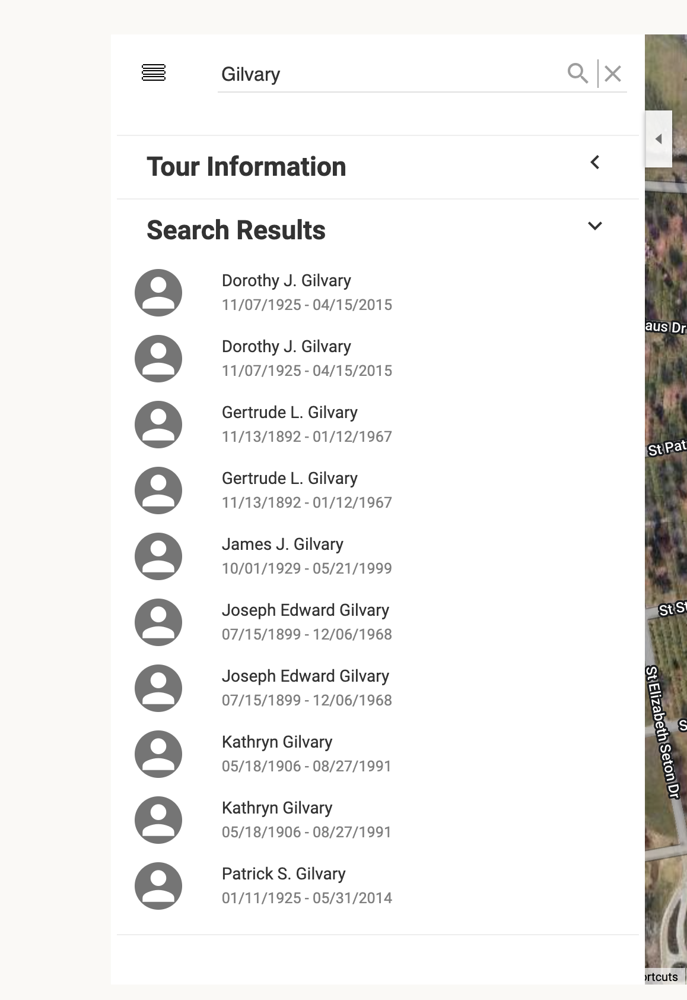 Gilvary
Tour Information
Search Results
Dorothy J. Gilvary
11/07/1925 - 04/15/2015
Dorothy J. Gilvary
11/07/1925 - 04/15/2015
Gertrude L. Gilvary
11/13/1892 - 01/12/1967
Gertrude L. Gilvary
11/13/1892 - 01/12/1967
James J. Gilvary
10/01/1929 - 05/21/1999
Joseph Edward Gilvary
07/15/1899 - 12/06/1968
Joseph Edward Gilvary
07/15/1899 - 12/06/1968
Kathryn Gilvary
05/18/1906 - 08/27/1991
Kathryn Gilvary
05/18/1906 - 08/27/1991
Patrick S. Gilvary
01/11/1925 - 05/31/2014
aus Dr
St Pat
St St
St Elizabeth Seton Dr
S
ortcuts